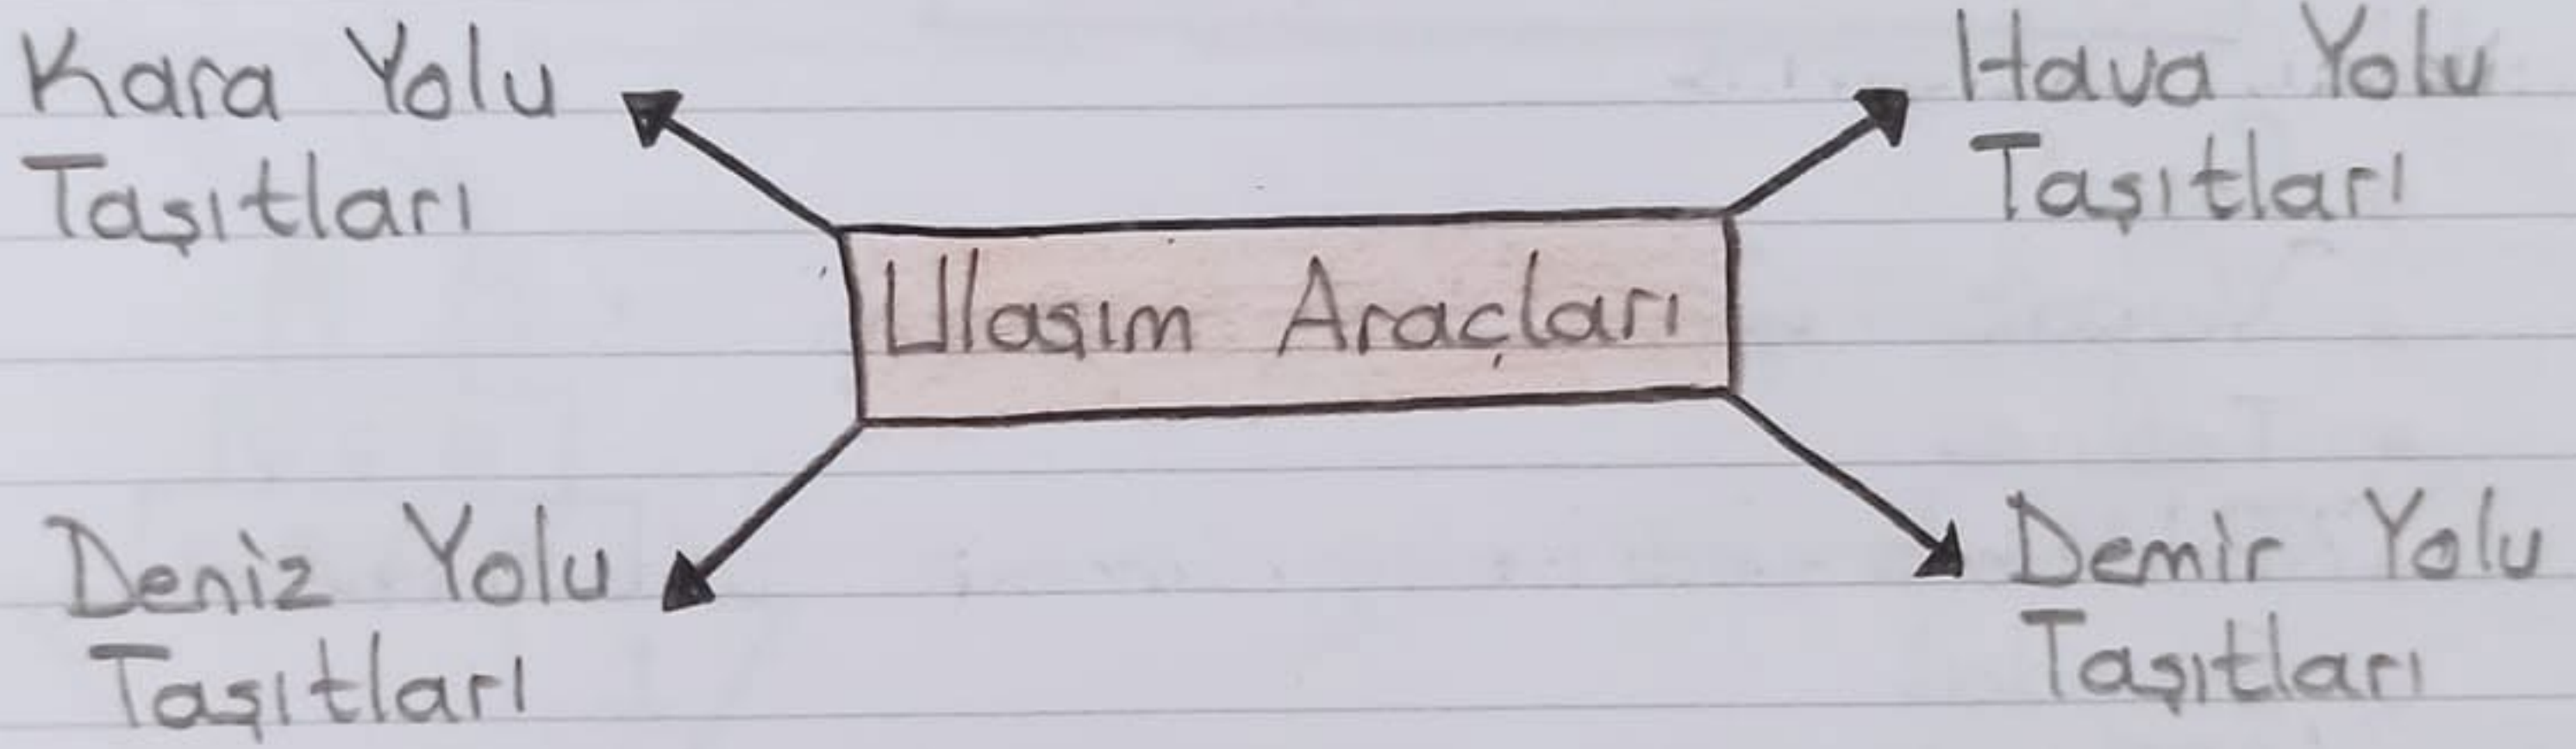 Kara Yolu
Taşıtları
Hava Yolu
Taşıtları
Ulaşım Araçları
Deniz Yolu
Taşıtları
Demir Yolu
Taşıtları